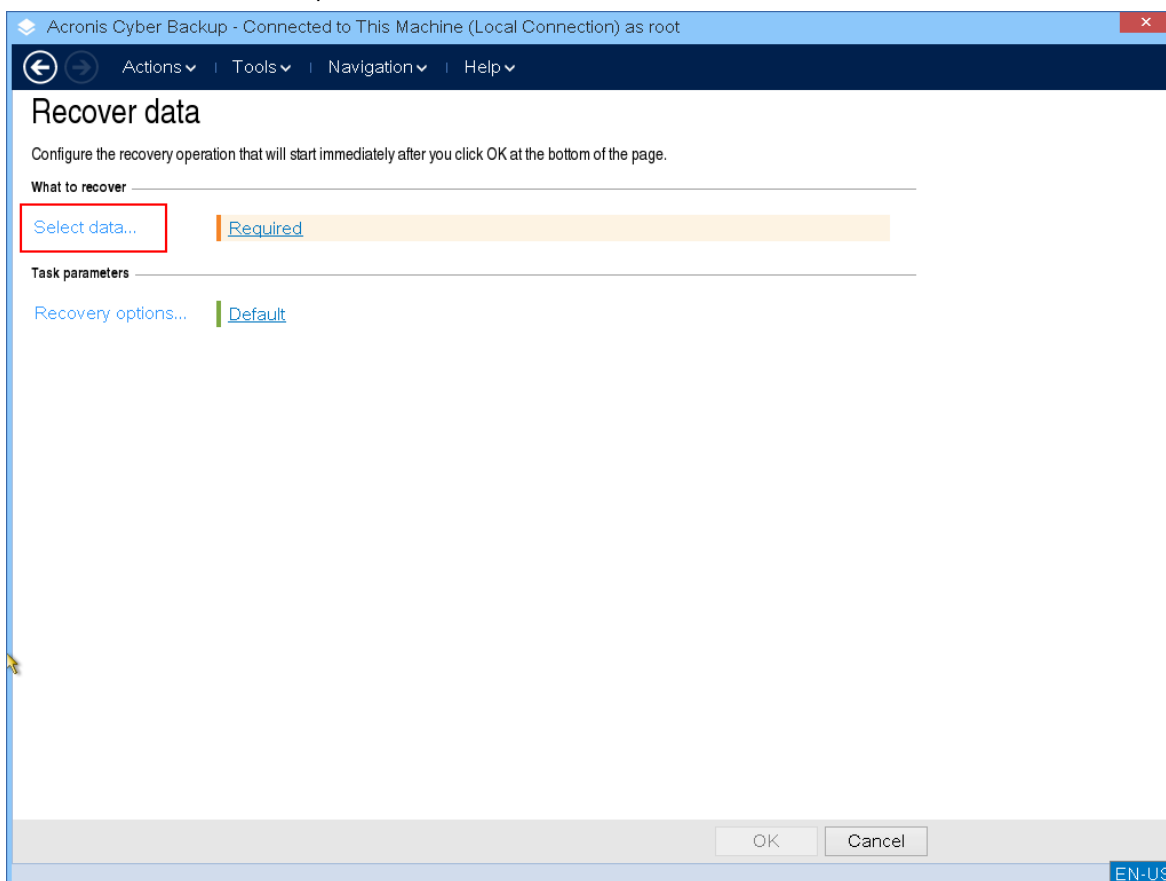 Acronis Cyber Backup - Connected to This Machine (Local Connection) as root
Actions Tools Navigation Help
Recover data
Configure the recovery operation that will start immediately after you click OK at the bottom of the page.
What to recover
Select data... Required
Task parameters
Recovery options... Default
OK Cancel
EN-US